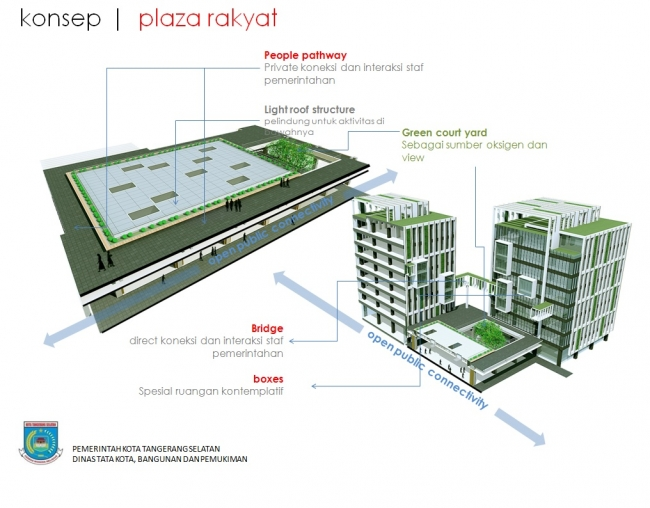 konsep | plaza rakyat
People pathway
Private koneksi dan interaksi staf
pemerintahan
Light roof structure
pelindung untuk aktivitas di
bawahnya
Green court yard
Sebagai sumber oksigen dan
view
open public connectivity
Bridge
direct koneksi dan interaksi staf
pemerintahan
open public connectivity
boxes
Spesial ruangan kontemplatif
PEMERINTAH KOTA TANGERANG SELATAN
DINAS TATA KOTA, BANGUNAN DAN PEMUKIMAN